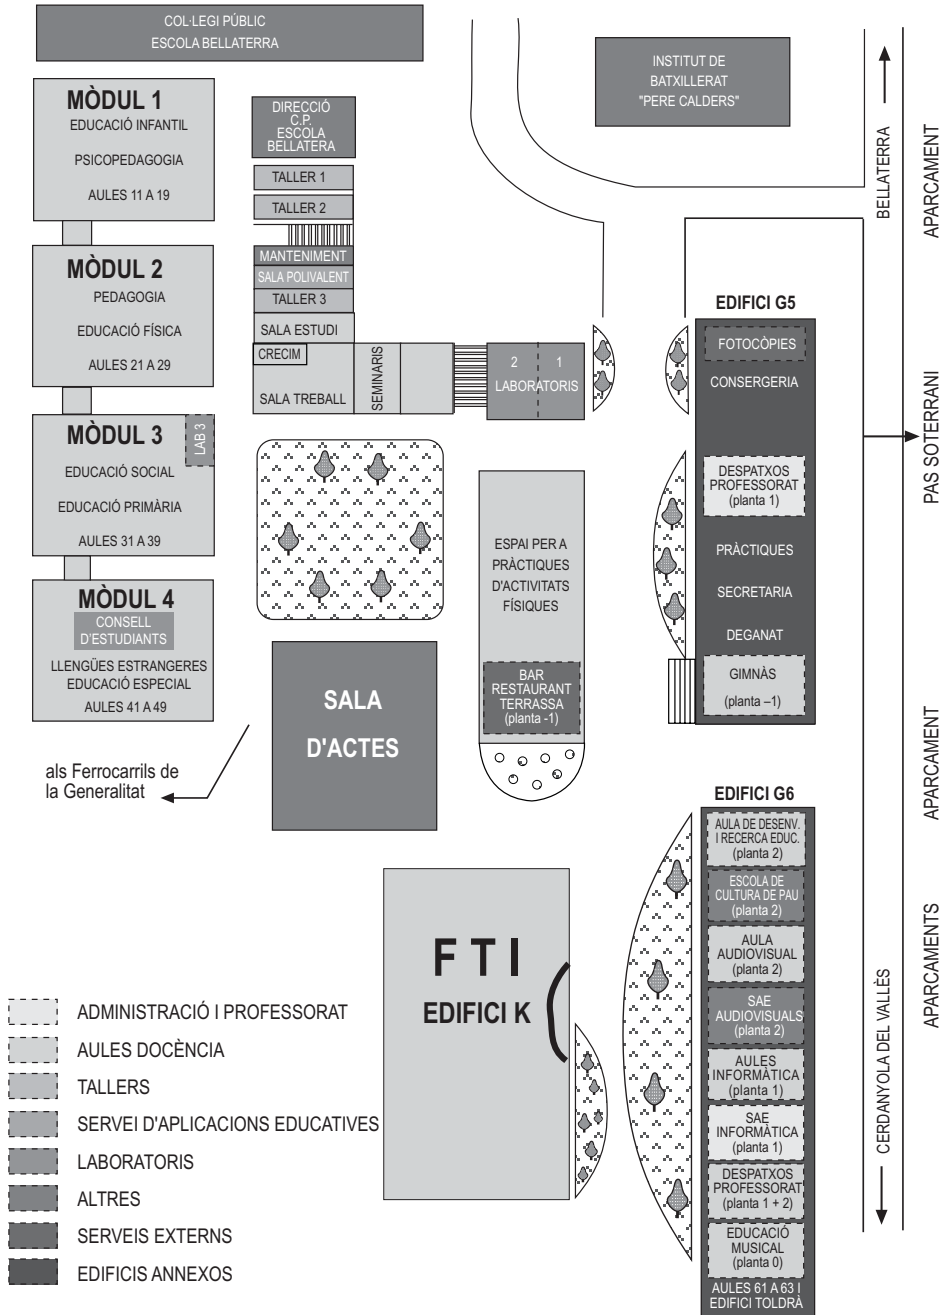 COL·LEGI PÚBLIC
ESCOLA BELLATERRA
INSTITUT DE
BATXILLERAT
"PERE CALDERS"
MÒDUL 1
EDUCACIÓ INFANTIL
PSICOPEDAGOGIA
AULES 11 A 19
MÒDUL 2
PEDAGOGIA
EDUCACIÓ FÍSICA
AULES 21 A 29
MÒDUL 3
LAB 3
EDUCACIÓ SOCIAL
EDUCACIÓ PRIMÀRIA
AULES 31 A 39
MÒDUL 4
CONSELL
D'ESTUDIANTS
LLENGÜES ESTRANGERES
EDUCACIÓ ESPECIAL
AULES 41 A 49
als Ferrocarrils de
la Generalitat
DIRECCIÓ
C.P.
ESCOLA
BELLATERA
TALLER 1
TALLER 2
MANTENIMENT
SALA POLIVALENT
TALLER 3
SALA ESTUDI
CRECIM
SALA TREBALL
SEMINARIS
2 1
LABORATORIS
ESPAI PER A
PRÀCTIQUES
D'ACTIVITATS
FÍSIQUES
BAR
RESTAURANT
TERRASSA
(planta -1)
SALA
D'ACTES
EDIFICI G5
FOTOCÒPIES
CONSERGERIA
DESPATXOS
PROFESSORAT
(planta 1)
PRÀCTIQUES
SECRETARIA
DEGANAT
GIMNÀS
(planta –1)
EDIFICI G6
AULA DE DESENV.
I RECERCA EDUC.
(planta 2)
ESCOLA DE
CULTURA DE PAU
(planta 2)
AULA
AUDIOVISUAL
(planta 2)
SAE
AUDIOVISUALS
(planta 2)
AULES
INFORMÀTICA
(planta 1)
SAE
INFORMÀTICA
(planta 1)
DESPATXOS
PROFESSORAT
(planta 1 + 2)
EDUCACIÓ
MUSICAL
(planta 0)
AULES 61 A 63 I
EDIFICI TOLDRÀ
F T I
EDIFICI K
BELLATERRA
APARCAMENT
PAS SOTERRANI
APARCAMENT
APARCAMENTS
CERDANYOLA DEL VALLÈS
ADMINISTRACIÓ I PROFESSORAT
AULES DOCÈNCIA
TALLERS
SERVEI D'APLICACIONS EDUCATIVES
LABORATORIS
ALTRES
SERVEIS EXTERNS
EDIFICIS ANNEXOS